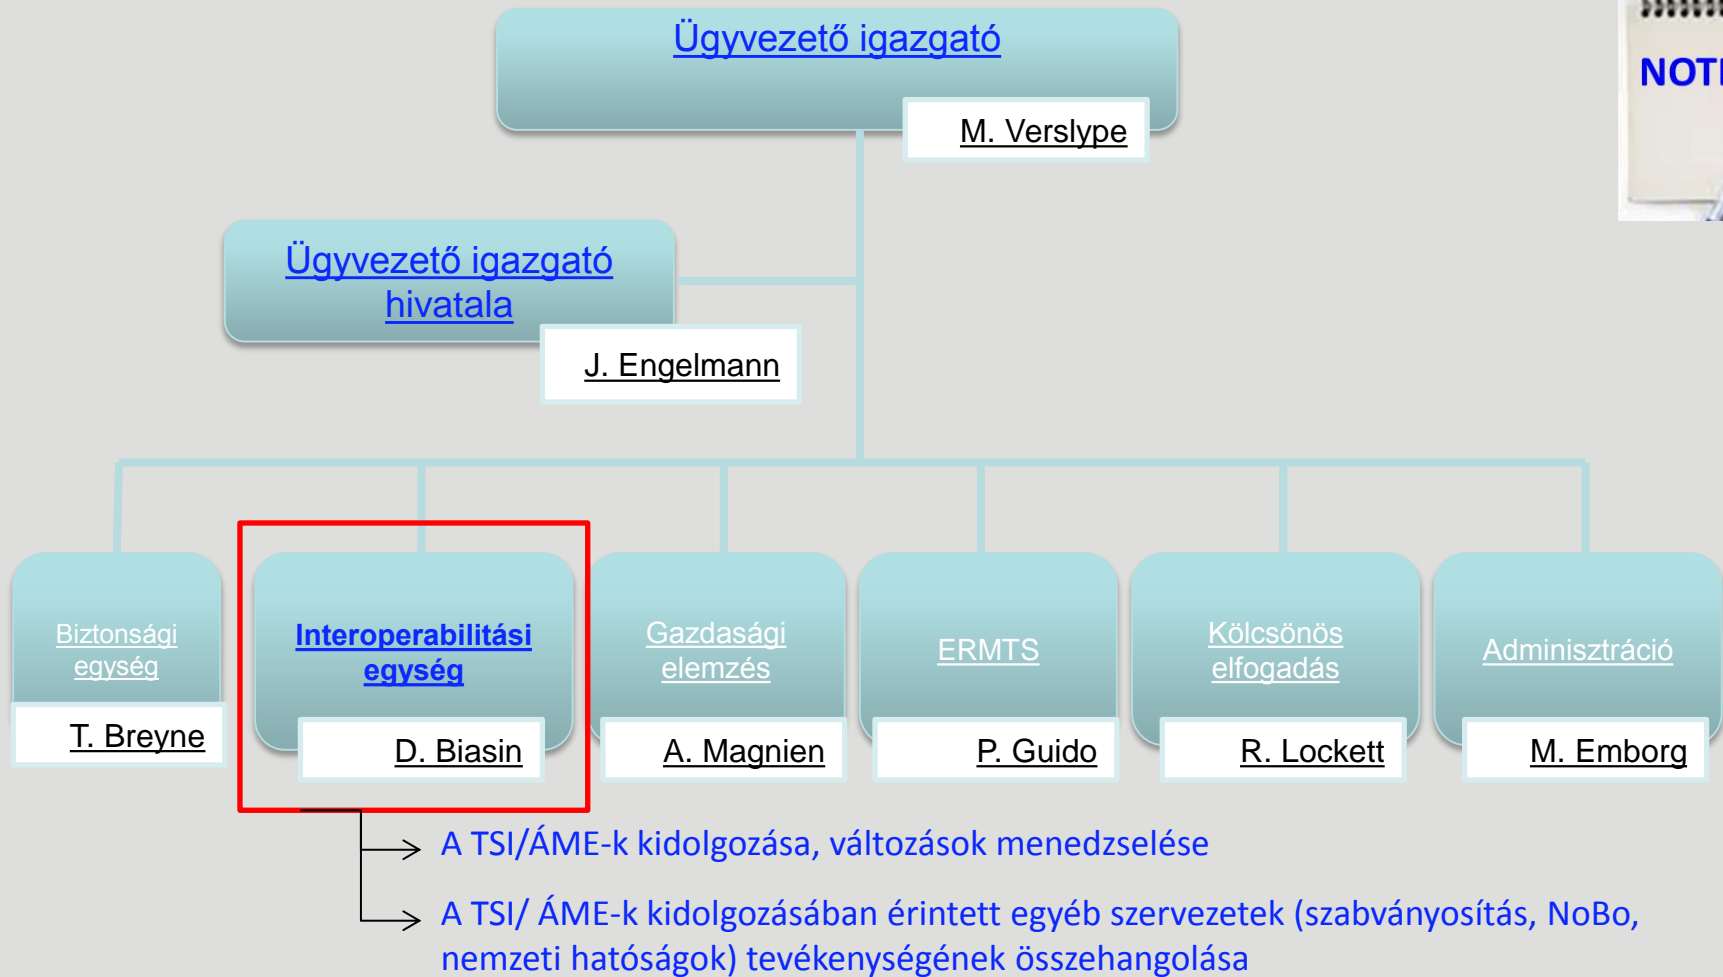 Ügyvezető igazgató
M. Verslype
Ügyvezető igazgató
hivatala
J. Engelmann
Biztonsági
egység
T. Breyne
Interoperabilitási
egység
D. Biasin
Gazdasági
elemzés
A. Magnien
ERMTS
P. Guido
Kölcsönös
elfogadás
R. Lockett
Adminisztráció
M. Emborg
A TSI/ÁME-k kidolgozása, változások menedzselése
A TSI/ ÁME-k kidolgozásában érintett egyéb szervezetek (szabványosítás, NoBo,
nemzeti hatóságok) tevékenységének összehangolása